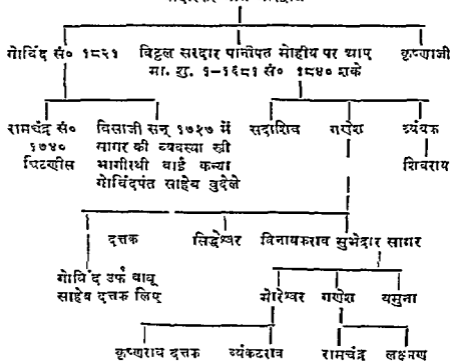 गोविंद सं० १८२१ विट्ठल सरदार पानीपत मोहीय पर थाप कृष्णाजी
मा. शु. १-१६८१ सं० १८४० शके
रामचंद्र सं० विसाजी सन् १७५७ में सदाशिव गणेश त्र्यंबक
१७४० सागर की व्यवस्था स्त्री
चिटणीस भागीरथी बाई कन्या शिवराय
गोविंदपंत साहेब बुंदेले
दत्तक सिद्धेश्वर विनायकराव सुभेदार सागर
गोविंद उर्फ बाबू
साहेब दत्तक लिए मोरेश्वर गणेश यमुना
कृष्णराव दत्तक व्यंकटराव रामचंद्र लक्ष्मण